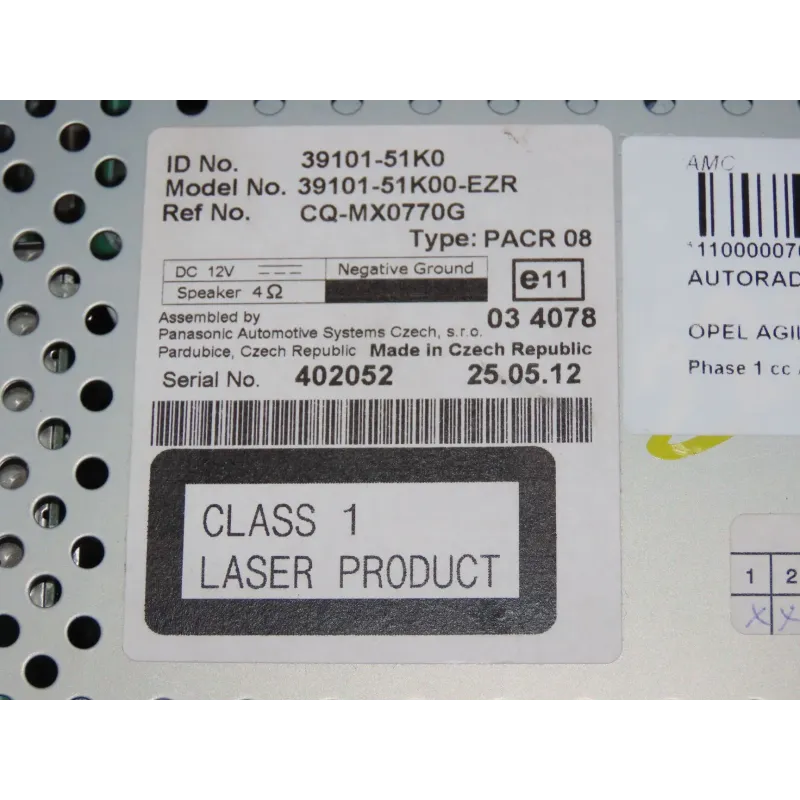 ID No. 39101-51K0
Model No. 39101-51K00-EZR
Ref No. CQ-MX0770G
Type: PACR 08
DC 12V
Negative Ground
e11
Speaker 4Ω
03 4078
Assembled by
Panasonic Automotive Systems Czech, s.r.o.
Pardubice, Czech Republic Made in Czech Republic
Serial No. 402052 25.05.12
CLASS 1
LASER PRODUCT
AMC
*11000007
AUTORAD
OPEL AGIL
Phase 1 cc
1 2
x x